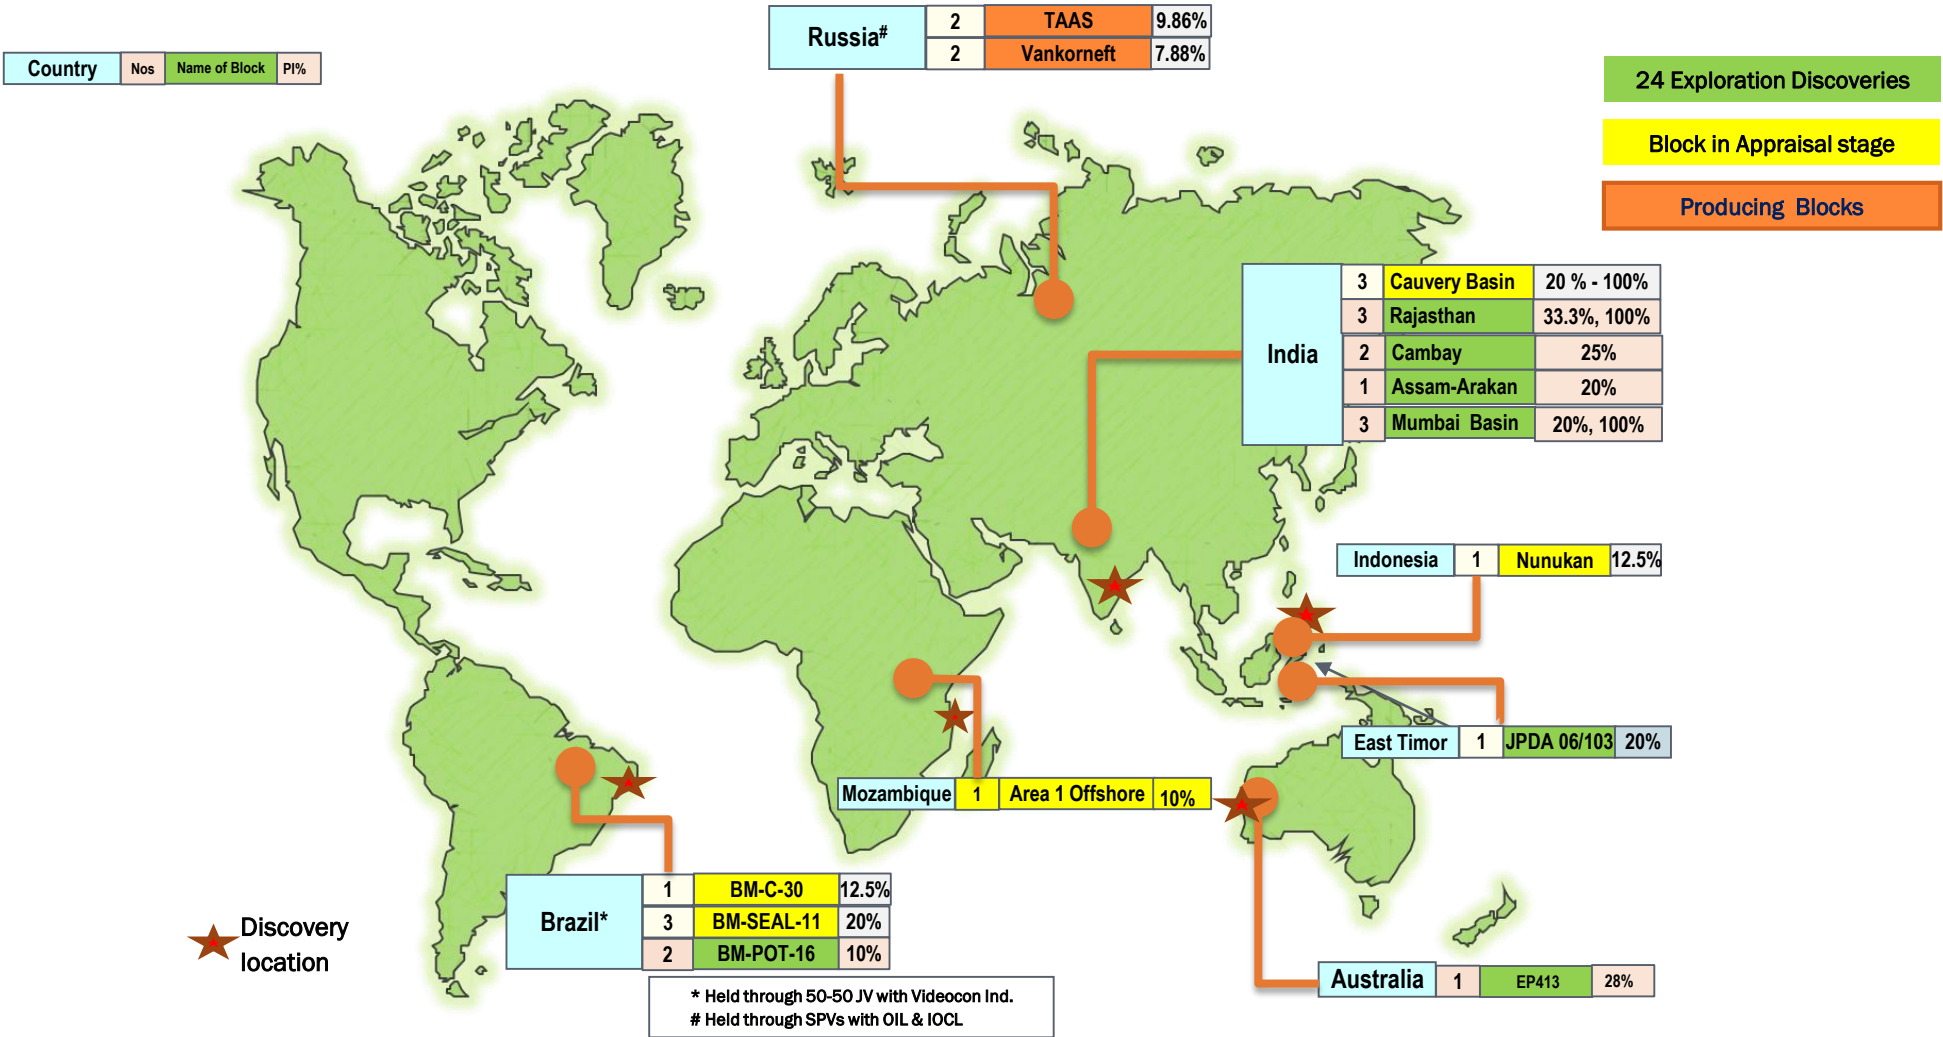 Russia# 2 TAAS 9.86%
2 Vankorneft 7.88%
Country Nos Name of Block PI%
24 Exploration Discoveries
Block in Appraisal stage
Producing Blocks
India
3 Cauvery Basin 20 % - 100%
3 Rajasthan 33.3%, 100%
2 Cambay 25%
1 Assam-Arakan 20%
3 Mumbai Basin 20%, 100%
Indonesia 1 Nunukan 12.5%
East Timor 1 JPDA 06/103 20%
Mozambique 1 Area 1 Offshore 10%
Brazil*
1 BM-C-30 12.5%
3 BM-SEAL-11 20%
2 BM-POT-16 10%
Discovery
location
Australia 1 EP413 28%
* Held through 50-50 JV with Videocon Ind.
# Held through SPVs with OIL & IOCL